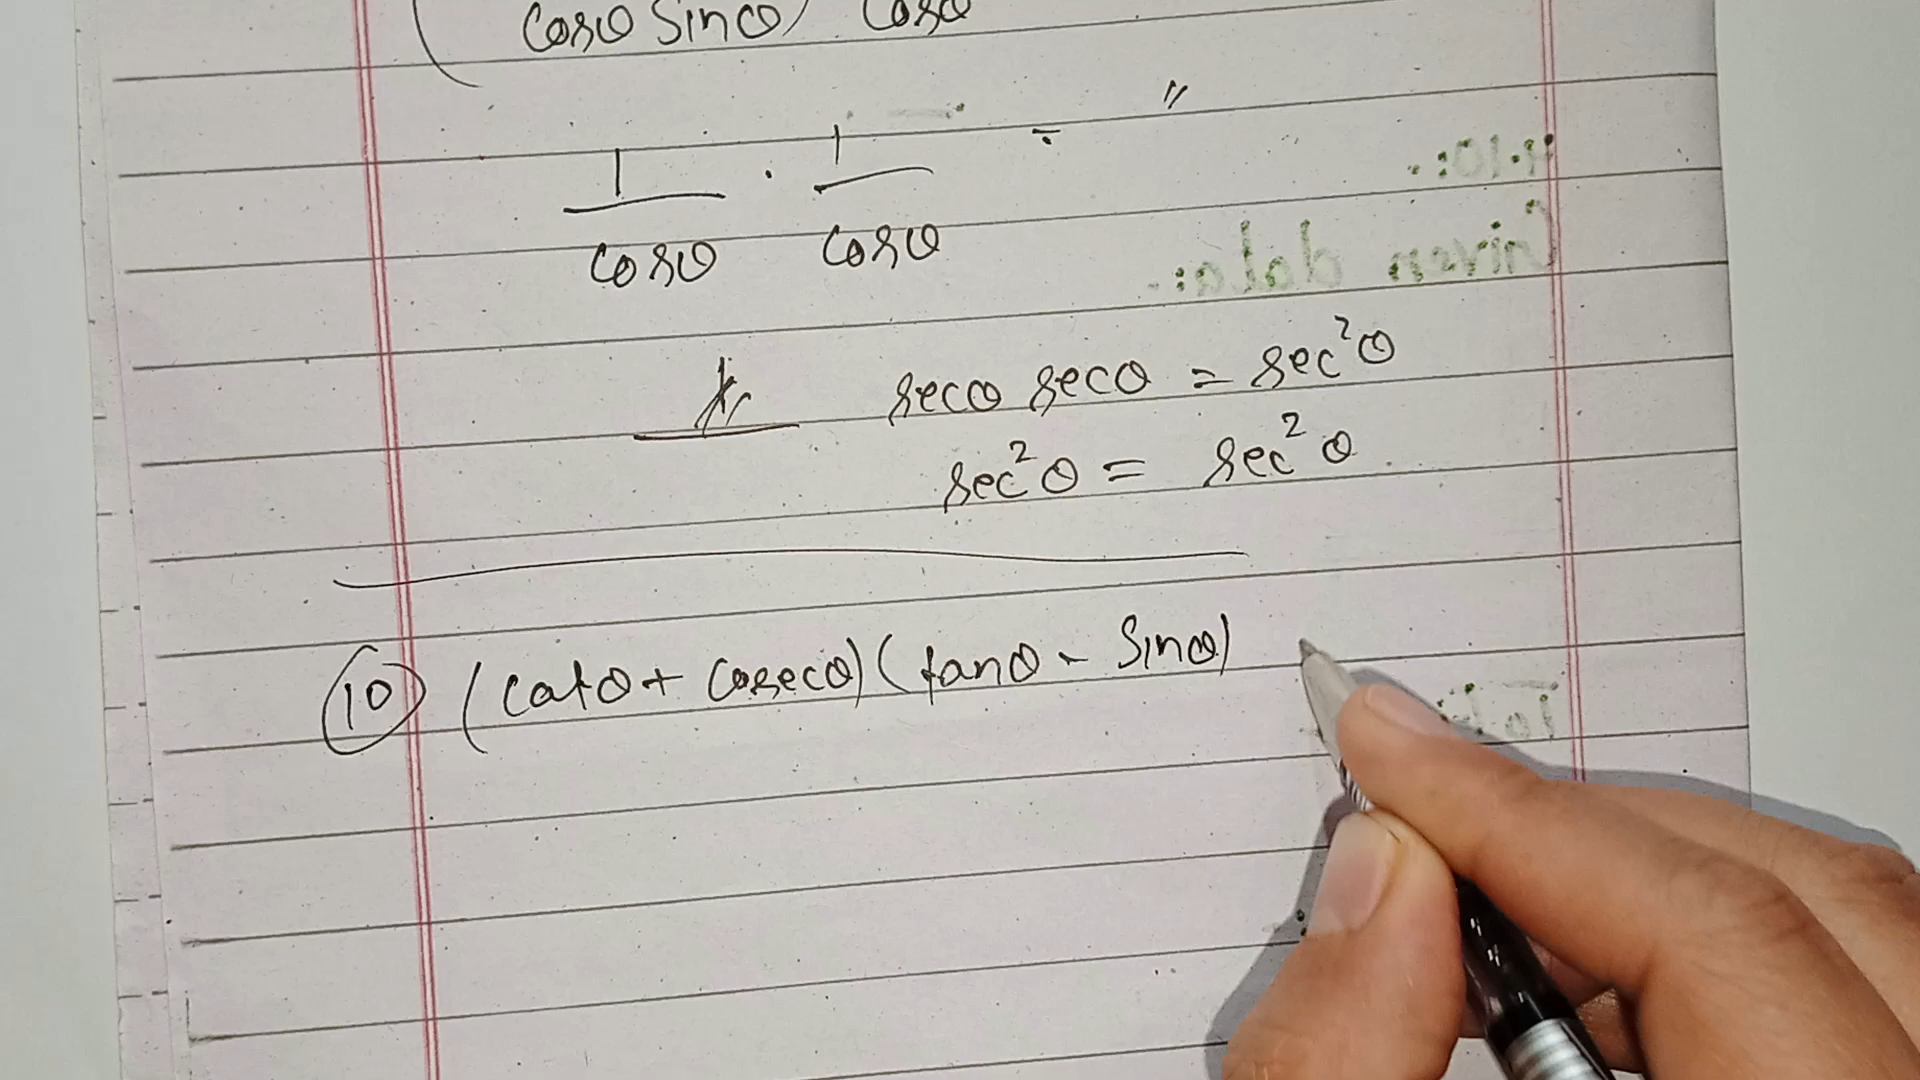 cosθ sinθ) cosθ
1 . 1 = "
cosθ cosθ
secθ secθ = sec²θ
sec²θ = sec²θ
(10) (cotθ + cosecθ)(tanθ - sinθ)